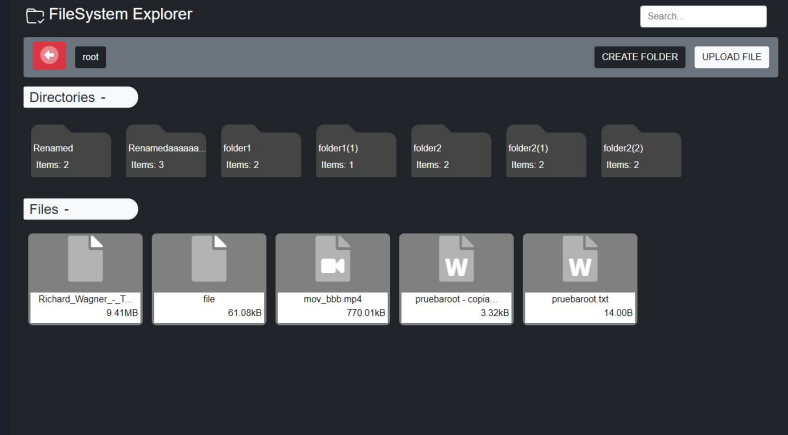 FileSystem Explorer
Search...
root
CREATE FOLDER
UPLOAD FILE
Directories -
Renamed
Items: 2
Renamedaaaaaa...
Items: 3
folder1
Items: 2
folder1(1)
Items: 1
folder2
Items: 2
folder2(1)
Items: 2
folder2(2)
Items: 2
Files -
Richard_Wagner_-_T...
9.41MB
file
61.08kB
mov_bbb.mp4
770.01kB
W
pruebaroot - copia...
3.32kB
W
pruebaroot.txt
14.00B